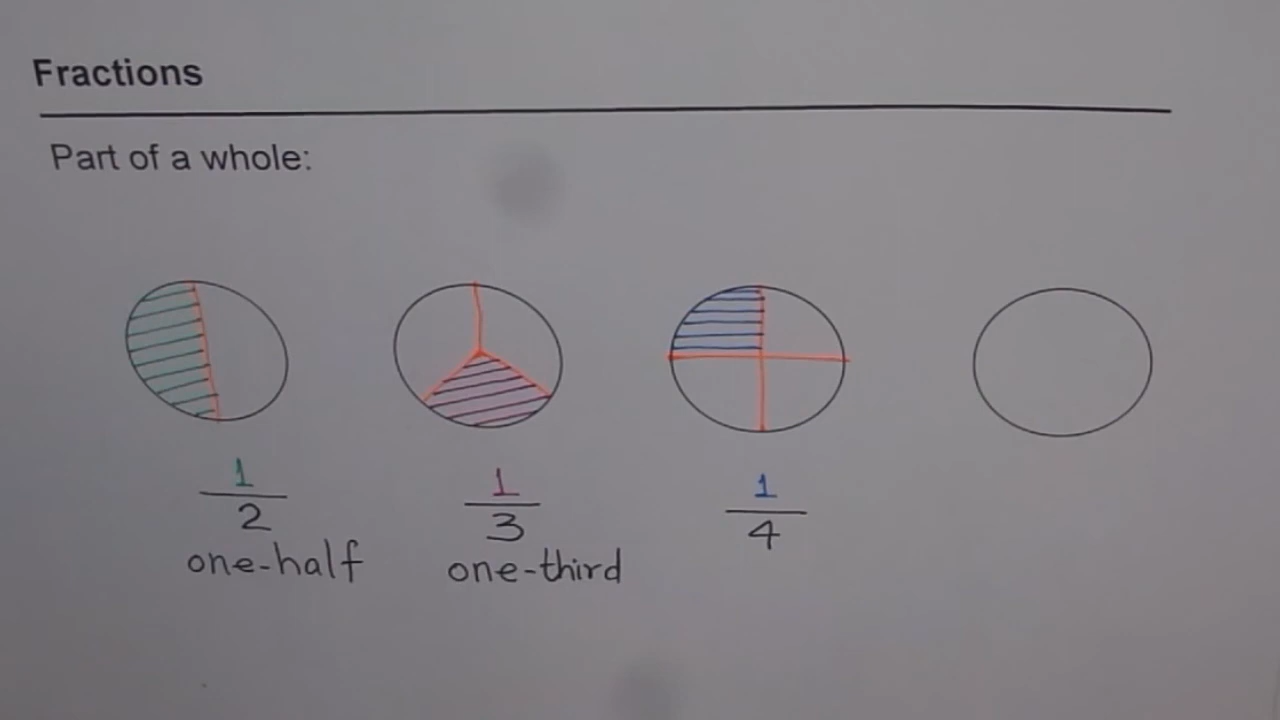 Fractions
Part of a whole:
1/2
one-half
1/3
one-third
1/4